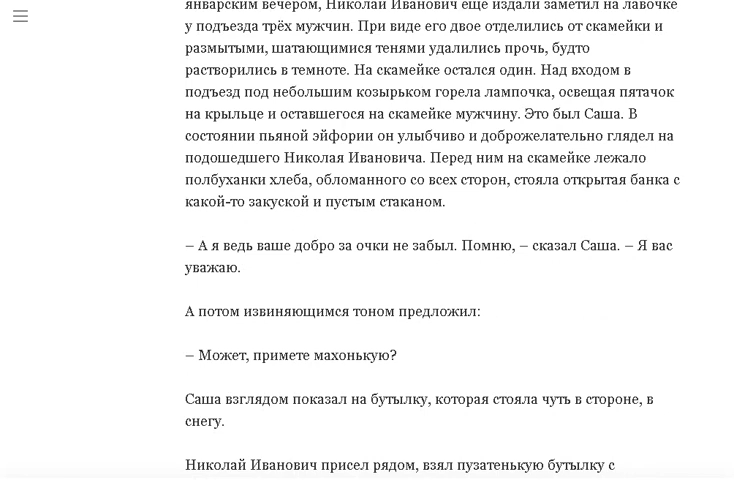 январским вечером, Николай Иванович ещё издали заметил на лавочке
у подъезда трёх мужчин. При виде его двое отделились от скамейки и
размытыми, шатающимися тенями удалились прочь, будто
растворились в темноте. На скамейке остался один. Над входом в
подъезд под небольшим козырьком горела лампочка, освещая пятачок
на крыльце и оставшегося на скамейке мужчину. Это был Саша. В
состоянии пьяной эйфории он улыбчиво и доброжелательно глядел на
подошедшего Николая Ивановича. Перед ним на скамейке лежало
полбуханки хлеба, обломанного со всех сторон, стояла открытая банка с
какой-то закуской и пустым стаканом.
– А я ведь ваше добро за очки не забыл. Помню, – сказал Саша. – Я вас
уважаю.
А потом извиняющимся тоном предложил:
– Может, примете махонькую?
Саша взглядом показал на бутылку, которая стояла чуть в стороне, в
снегу.
Николай Иванович присел рядом, взял пузатенькую бутылку с